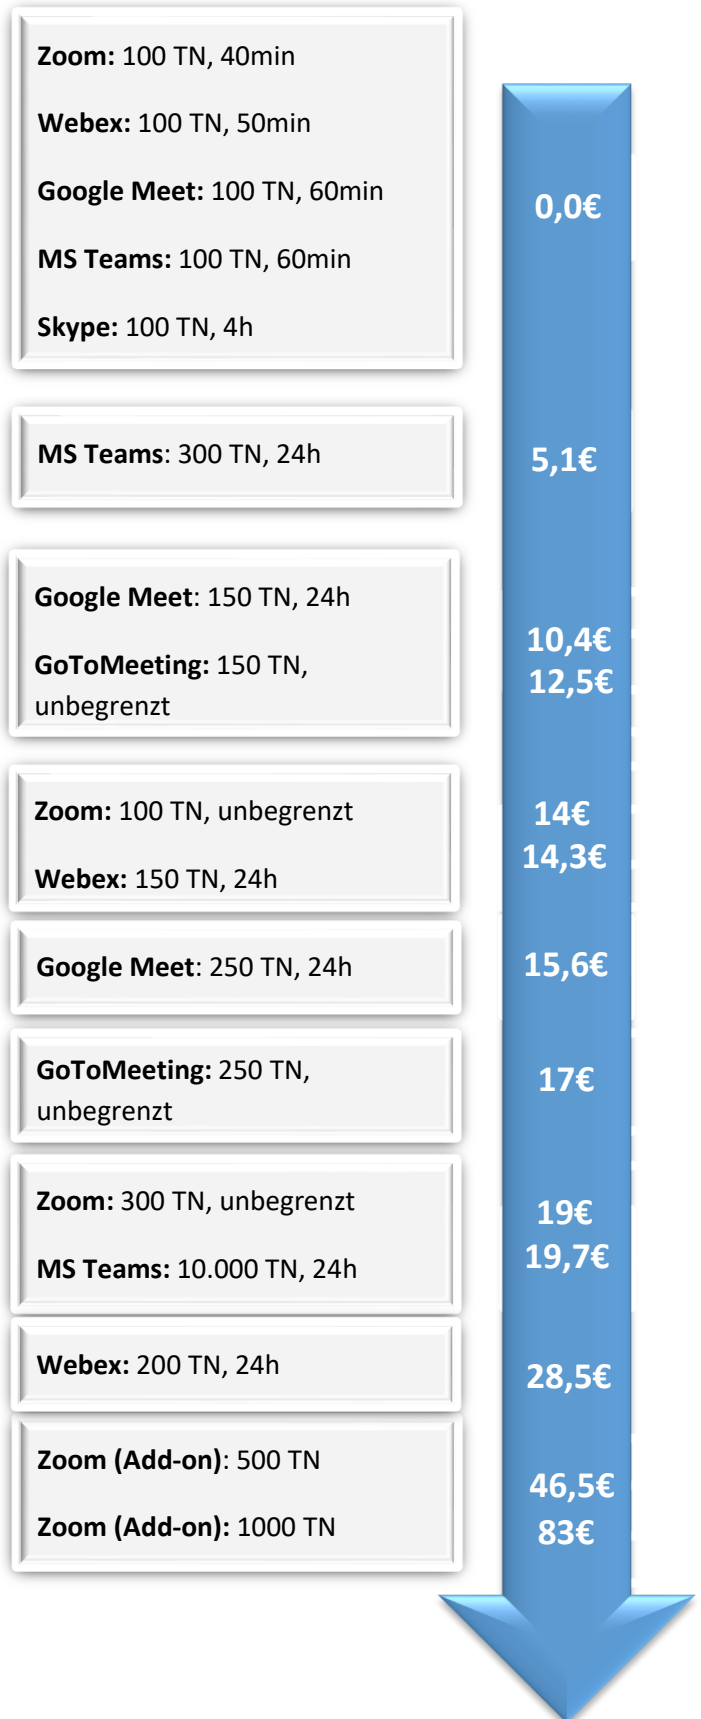 Zoom: 100 TN, 40min
Webex: 100 TN, 50min
Google Meet: 100 TN, 60min
MS Teams: 100 TN, 60min
Skype: 100 TN, 4h
0,0€
MS Teams: 300 TN, 24h
5,1€
Google Meet: 150 TN, 24h
GoToMeeting: 150 TN,
unbegrenzt
10,4€
12,5€
Zoom: 100 TN, unbegrenzt
Webex: 150 TN, 24h
14€
14,3€
Google Meet: 250 TN, 24h
15,6€
GoToMeeting: 250 TN,
unbegrenzt
17€
Zoom: 300 TN, unbegrenzt
MS Teams: 10.000 TN, 24h
19€
19,7€
Webex: 200 TN, 24h
28,5€
Zoom (Add-on): 500 TN
Zoom (Add-on): 1000 TN
46,5€
83€